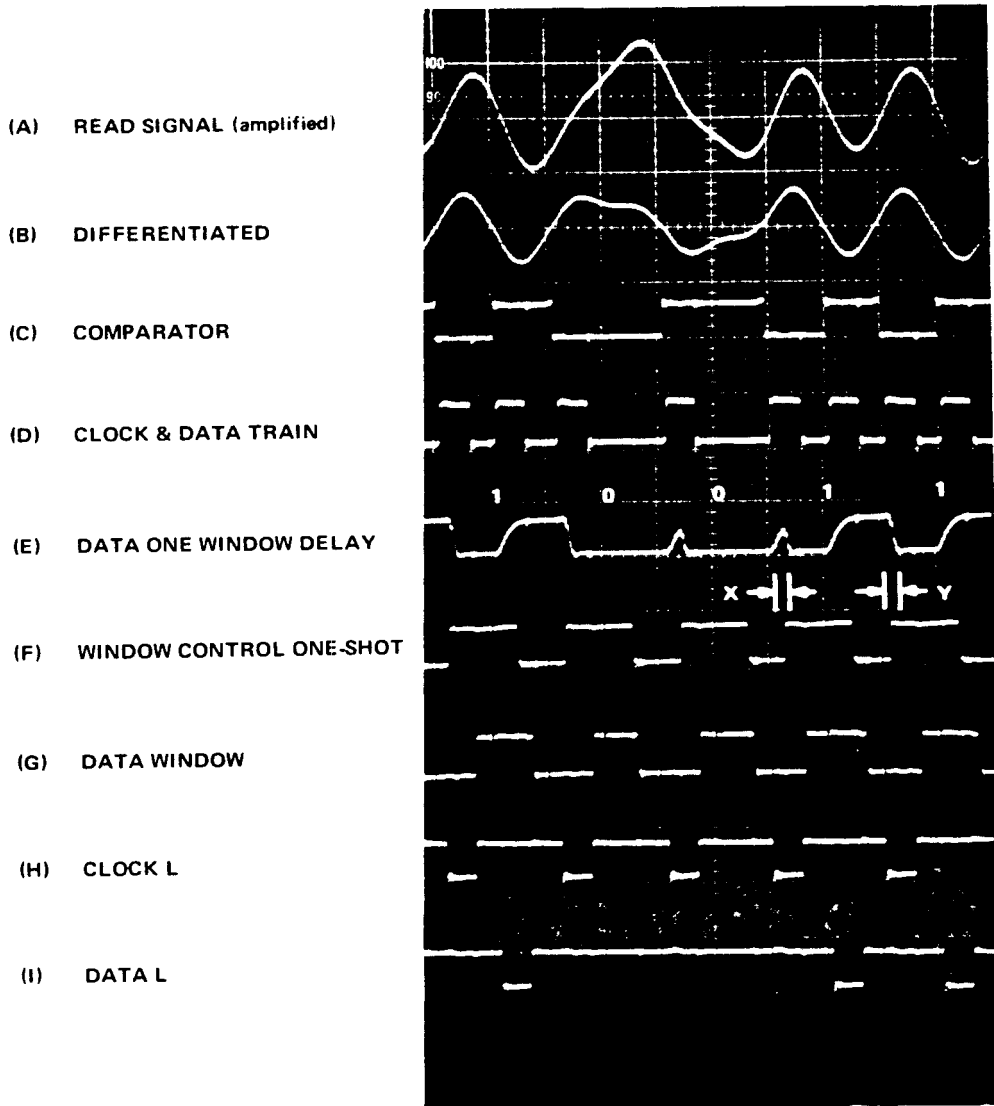 100
90
(A) READ SIGNAL (amplified)
(B) DIFFERENTIATED
(C) COMPARATOR
(D) CLOCK & DATA TRAIN
1 0 0 1 1
(E) DATA ONE WINDOW DELAY
X Y
(F) WINDOW CONTROL ONE-SHOT
(G) DATA WINDOW
(H) CLOCK L
(I) DATA L